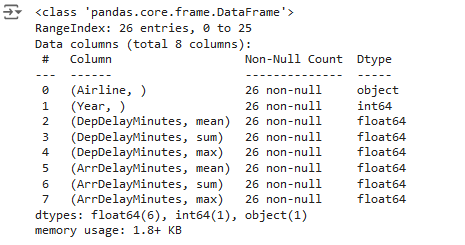 <class 'pandas.core.frame.DataFrame'>
RangeIndex: 26 entries, 0 to 25
Data columns (total 8 columns):
 #   Column                   Non-Null Count  Dtype
---  ------                   --------------  -----
 0   (Airline, )              26 non-null     object
 1   (Year, )                 26 non-null     int64
 2   (DepDelayMinutes, mean)  26 non-null     float64
 3   (DepDelayMinutes, sum)   26 non-null     float64
 4   (DepDelayMinutes, max)   26 non-null     float64
 5   (ArrDelayMinutes, mean)  26 non-null     float64
 6   (ArrDelayMinutes, sum)   26 non-null     float64
 7   (ArrDelayMinutes, max)   26 non-null     float64
dtypes: float64(6), int64(1), object(1)
memory usage: 1.8+ KB